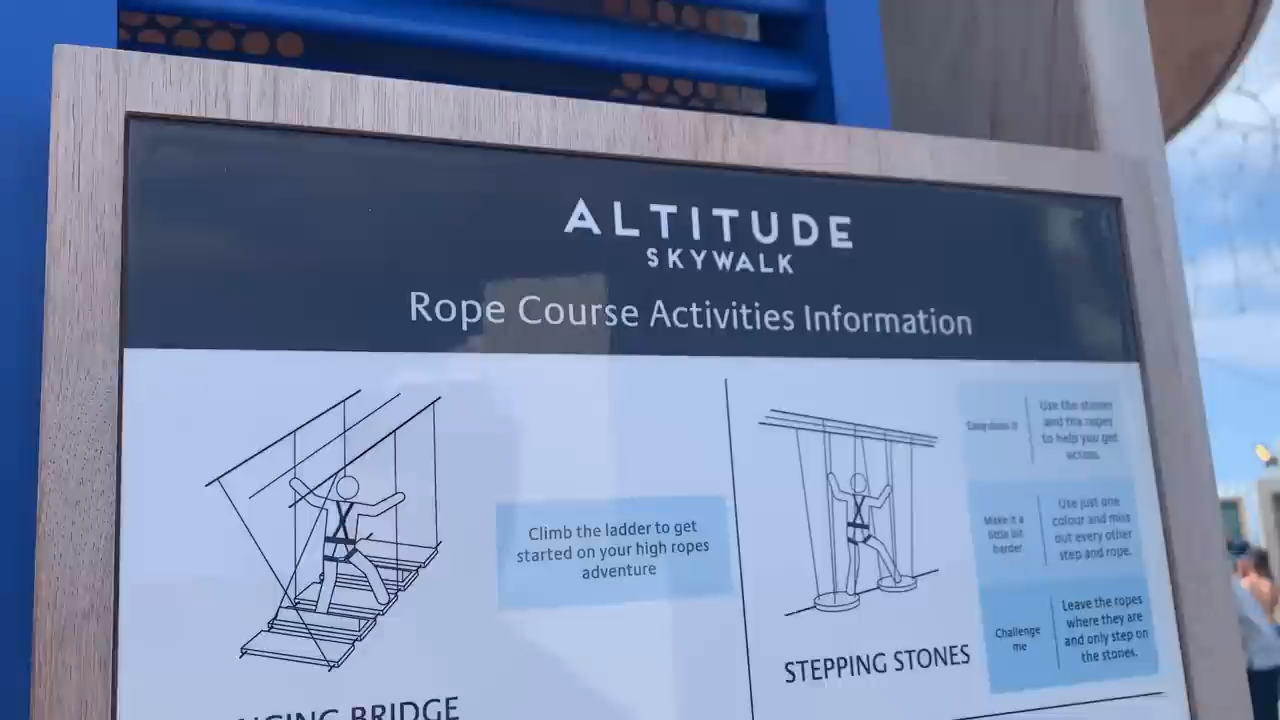 ALTITUDE
SKYWALK
Rope Course Activities Information
Climb the ladder to get
started on your high ropes
adventure
BRIDGE
STEPPING STONES
Use the stones
and the ropes
to help you get
across.
Make it a
little bit
harder
Use just one
colour and miss
out every other
step and rope.
Challenge
me
Leave the ropes
where they are
and only step on
the stones.